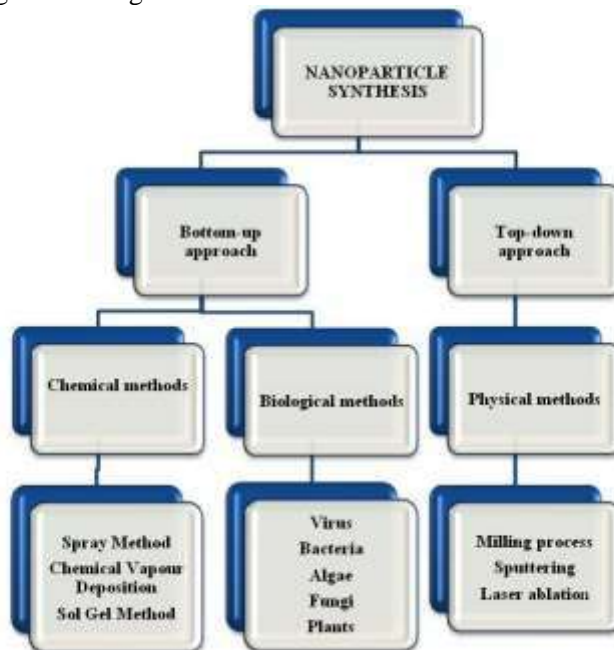 NANOPARTICLE
SYNTHESIS
Bottom-up
approach
Top-down
approach
Chemical methods
Biological methods
Physical methods
Spray Method
Chemical Vapour
Deposition
Sol Gel Method
Virus
Bacteria
Algae
Fungi
Plants
Milling process
Sputtering
Laser ablation